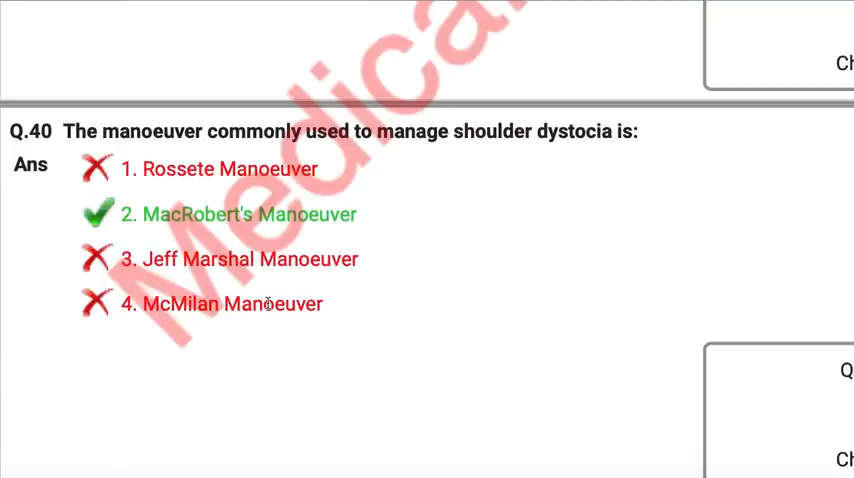 Medical
Ch
Q.40 The manoeuver commonly used to manage shoulder dystocia is:
Ans
1. Rossete Manoeuver
2. MacRobert's Manoeuver
3. Jeff Marshal Manoeuver
4. McMilan Manoeuver
Q
Ch